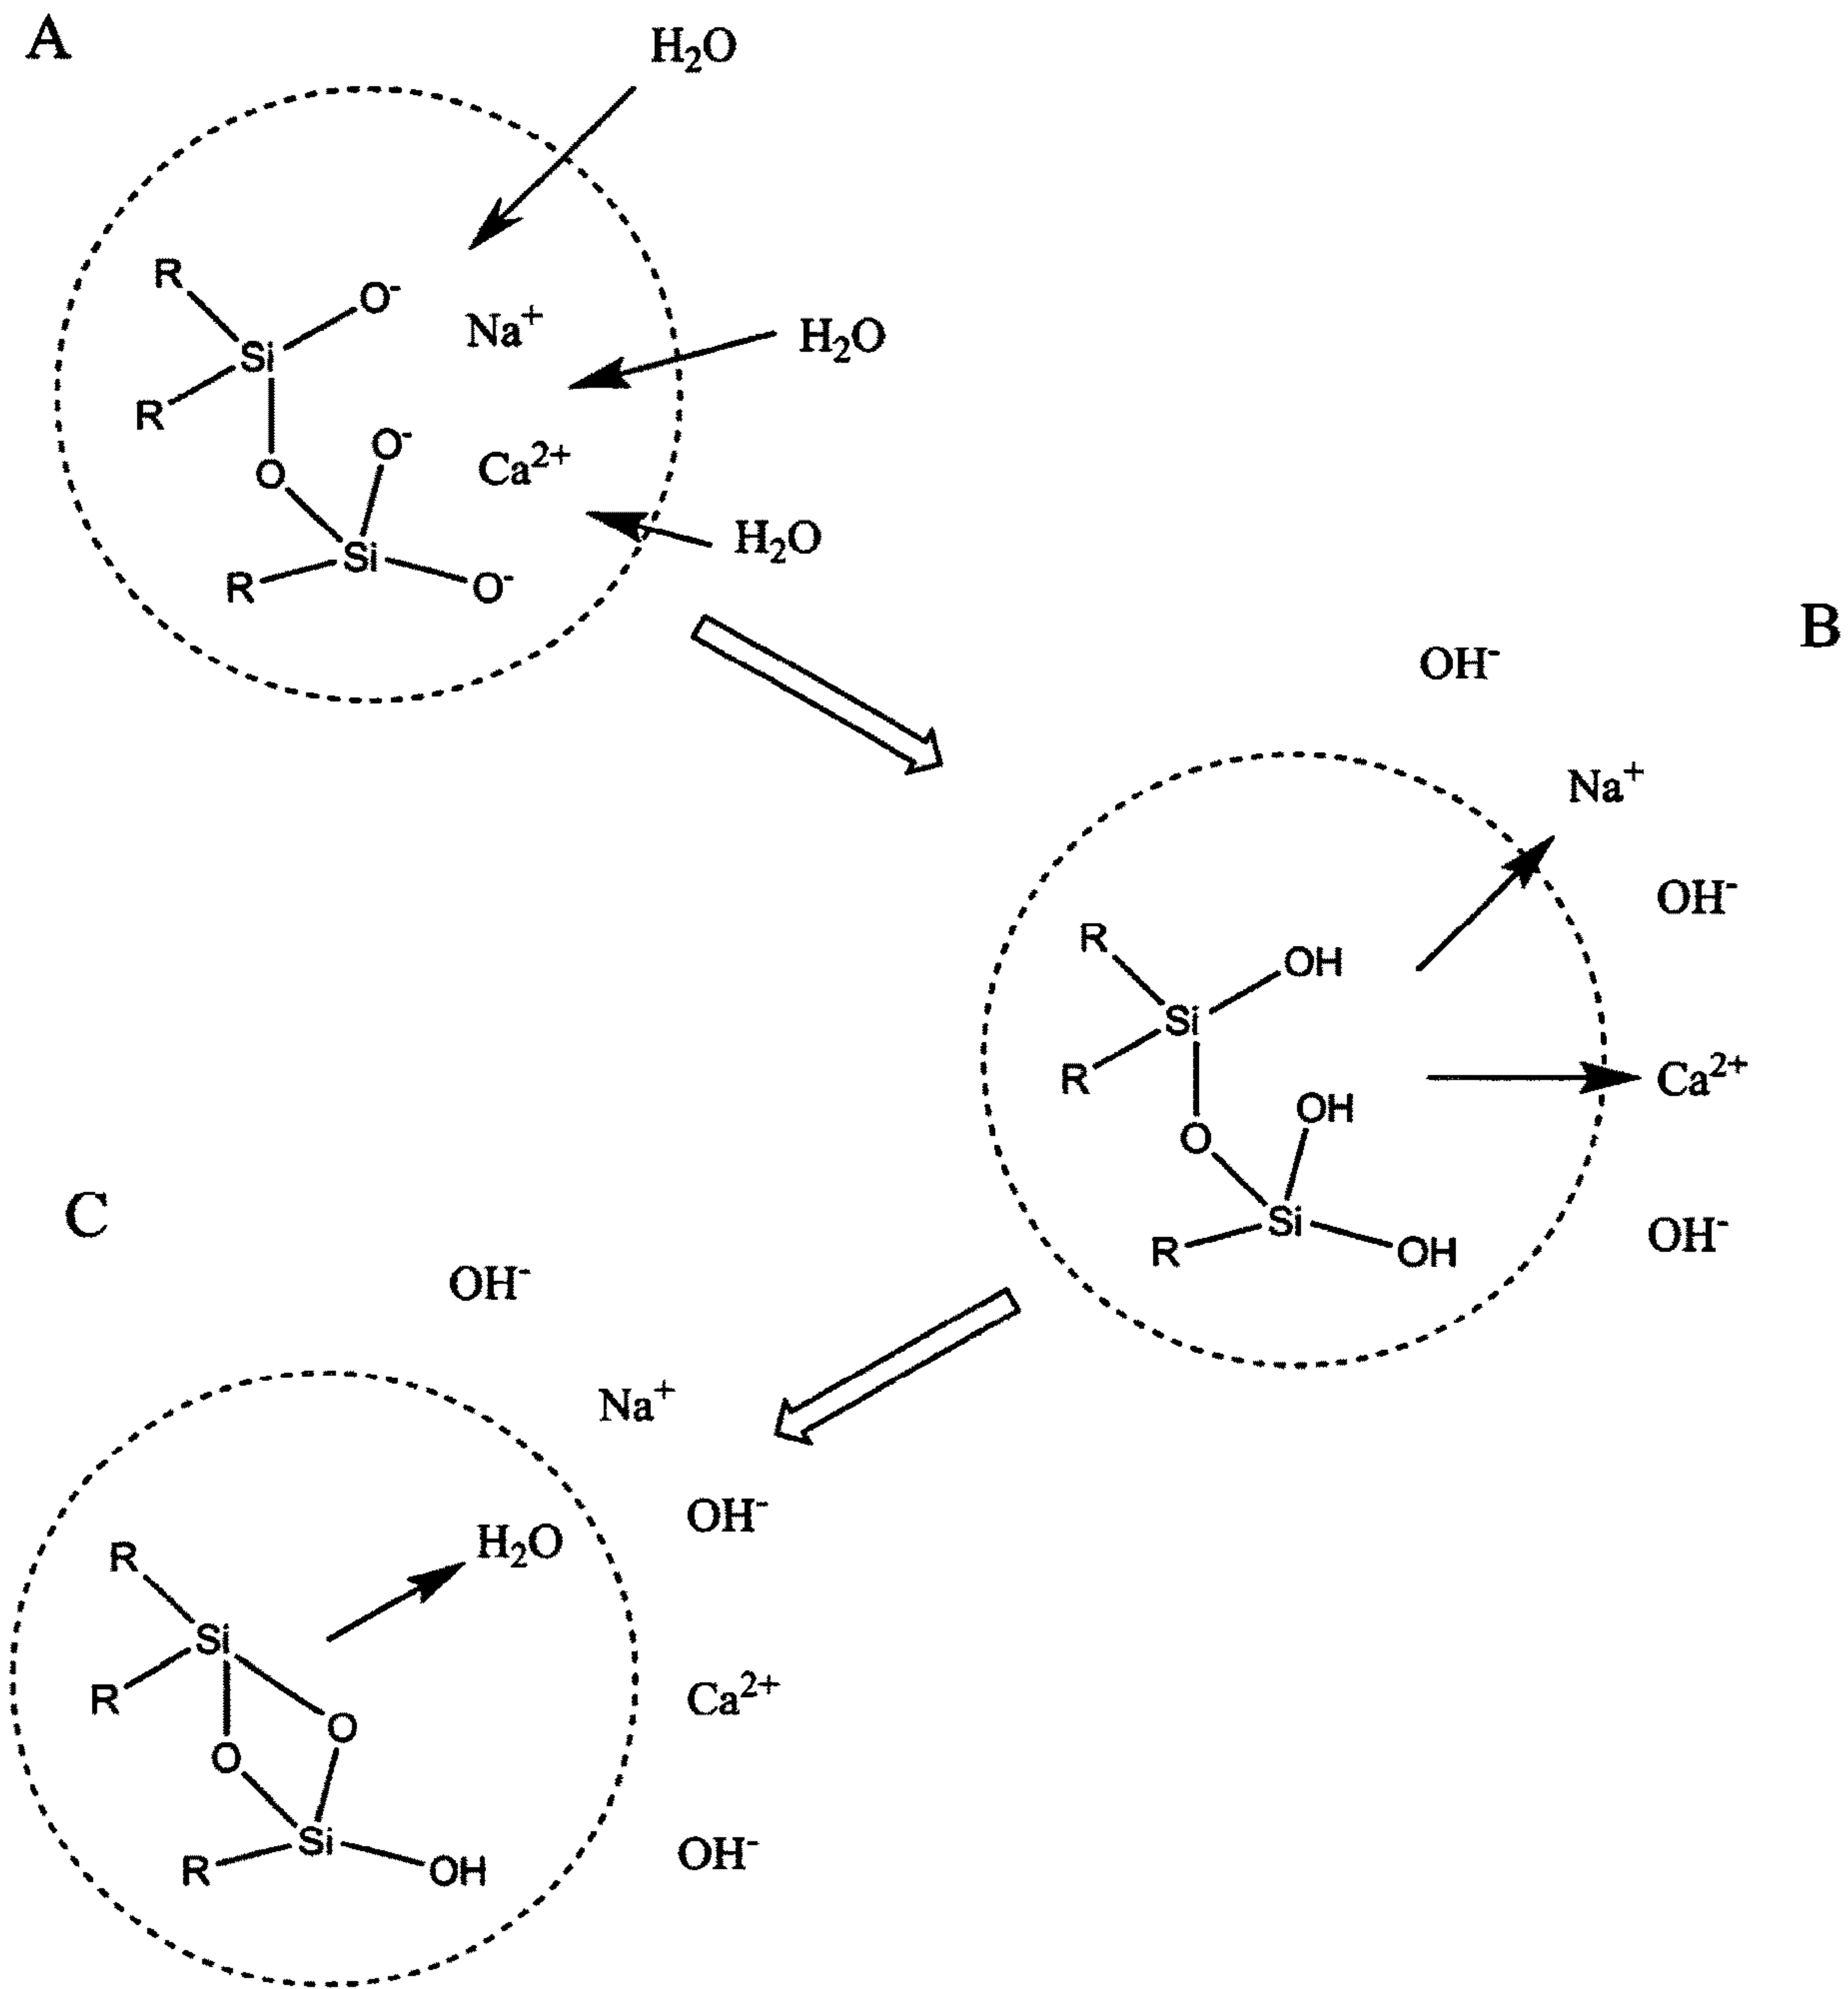 A
H₂O
R
O⁻
Na⁺
H₂O
Si
R
O⁻
O
Ca²⁺
H₂O
Si
R
O⁻
B
OH⁻
Na⁺
OH⁻
R
OH
Si
R
Ca²⁺
OH
O
Si
OH⁻
R
OH
C
OH⁻
Na⁺
OH⁻
H₂O
R
Si
R
Ca²⁺
O
O
Si
OH⁻
R
OH